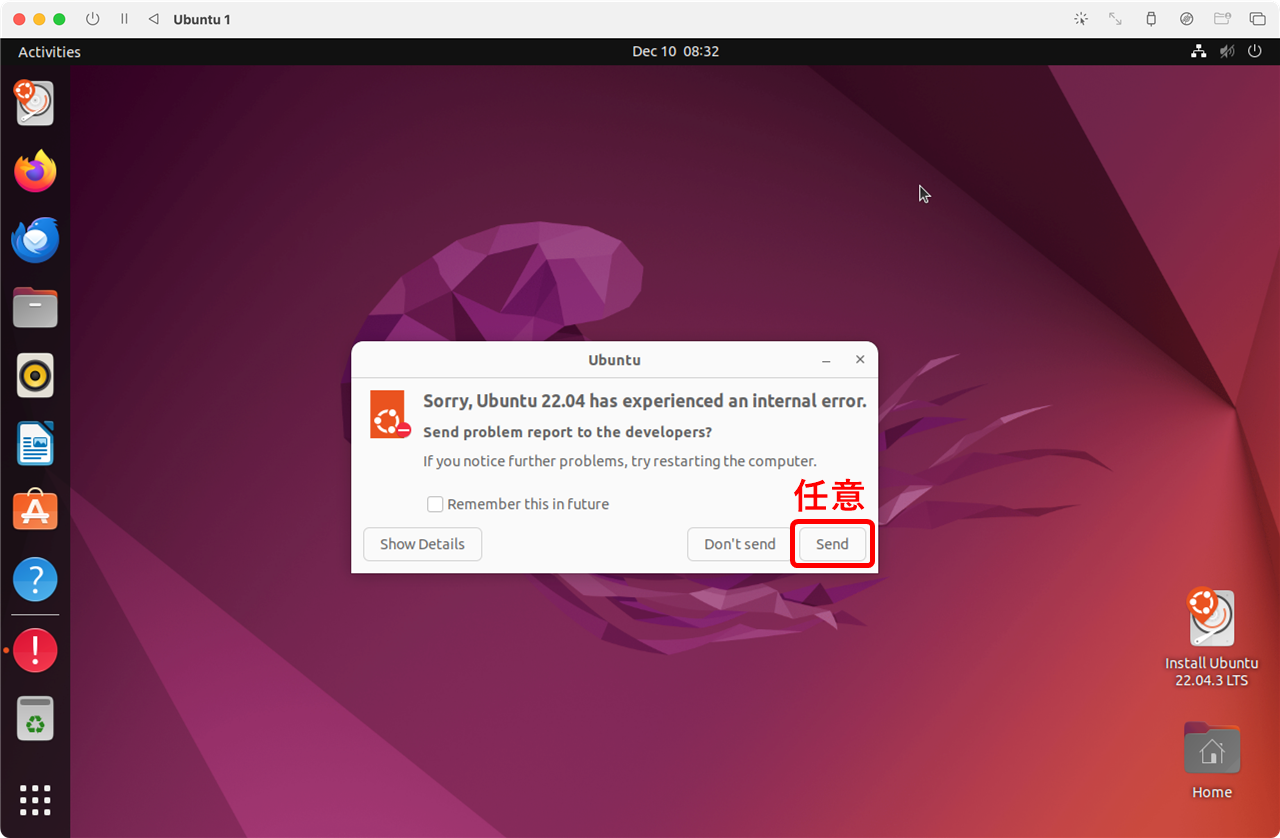 Ubuntu 1
Activities
Dec 10 08:32
Ubuntu
Sorry, Ubuntu 22.04 has experienced an internal error.
Send problem report to the developers?
If you notice further problems, try restarting the computer.
任意
Remember this in future
Show Details
Don't send
Send
Install Ubuntu
22.04.3 LTS
Home